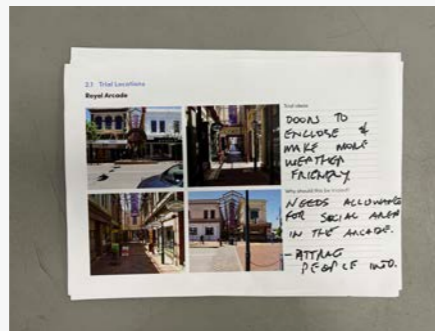 2.1 Trial Locations
Royal Arcade
Trial ideas
DOORS TO
ENCLOSE &
MAKE MORE
WEATHER
FRIENDLY
Why should this be trialed?
NEEDS ALLOWANCE
FOR SOCIAL AREA
IN THE ARCADE.
- ATTRAC
PEOPLE INTO.